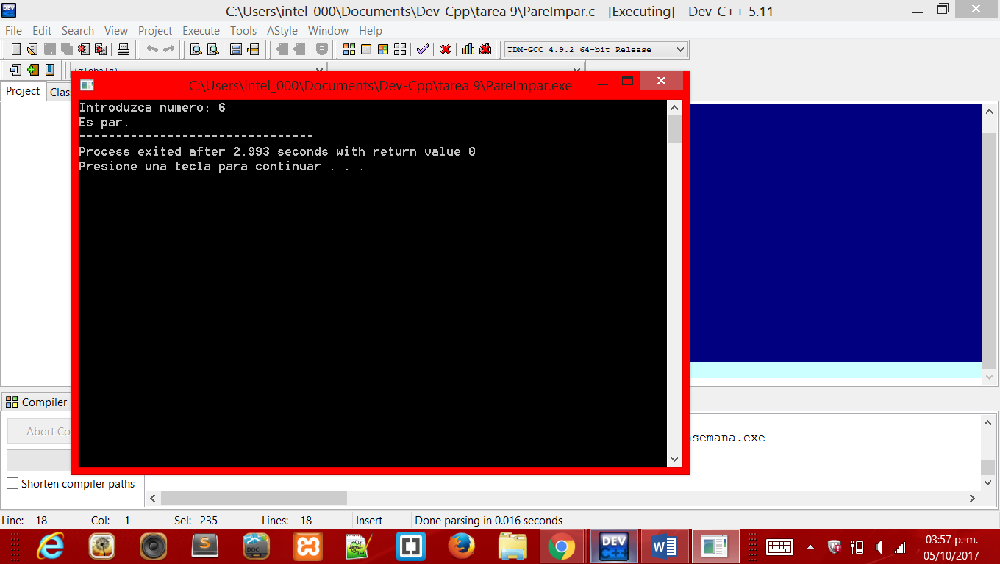 C:\Users\intel_000\Documents\Dev-Cpp\tarea 9\PareImpar.c - [Executing] - Dev-C++ 5.11
File Edit Search View Project Execute Tools AStyle Window Help
TDM-GCC 4.9.2 64-bit Release
(globals)
Project Clas
C:\Users\intel_000\Documents\Dev-Cpp\tarea 9\PareImpar.exe
Introduzca numero: 6
Es par.
--------------------------------
Process exited after 2.993 seconds with return value 0
Presione una tecla para continuar . . .
Compiler
Abort Co
semana.exe
Shorten compiler paths
Line: 18 Col: 1 Sel: 235 Lines: 18 Insert Done parsing in 0.016 seconds
03:57 p. m.
05/10/2017